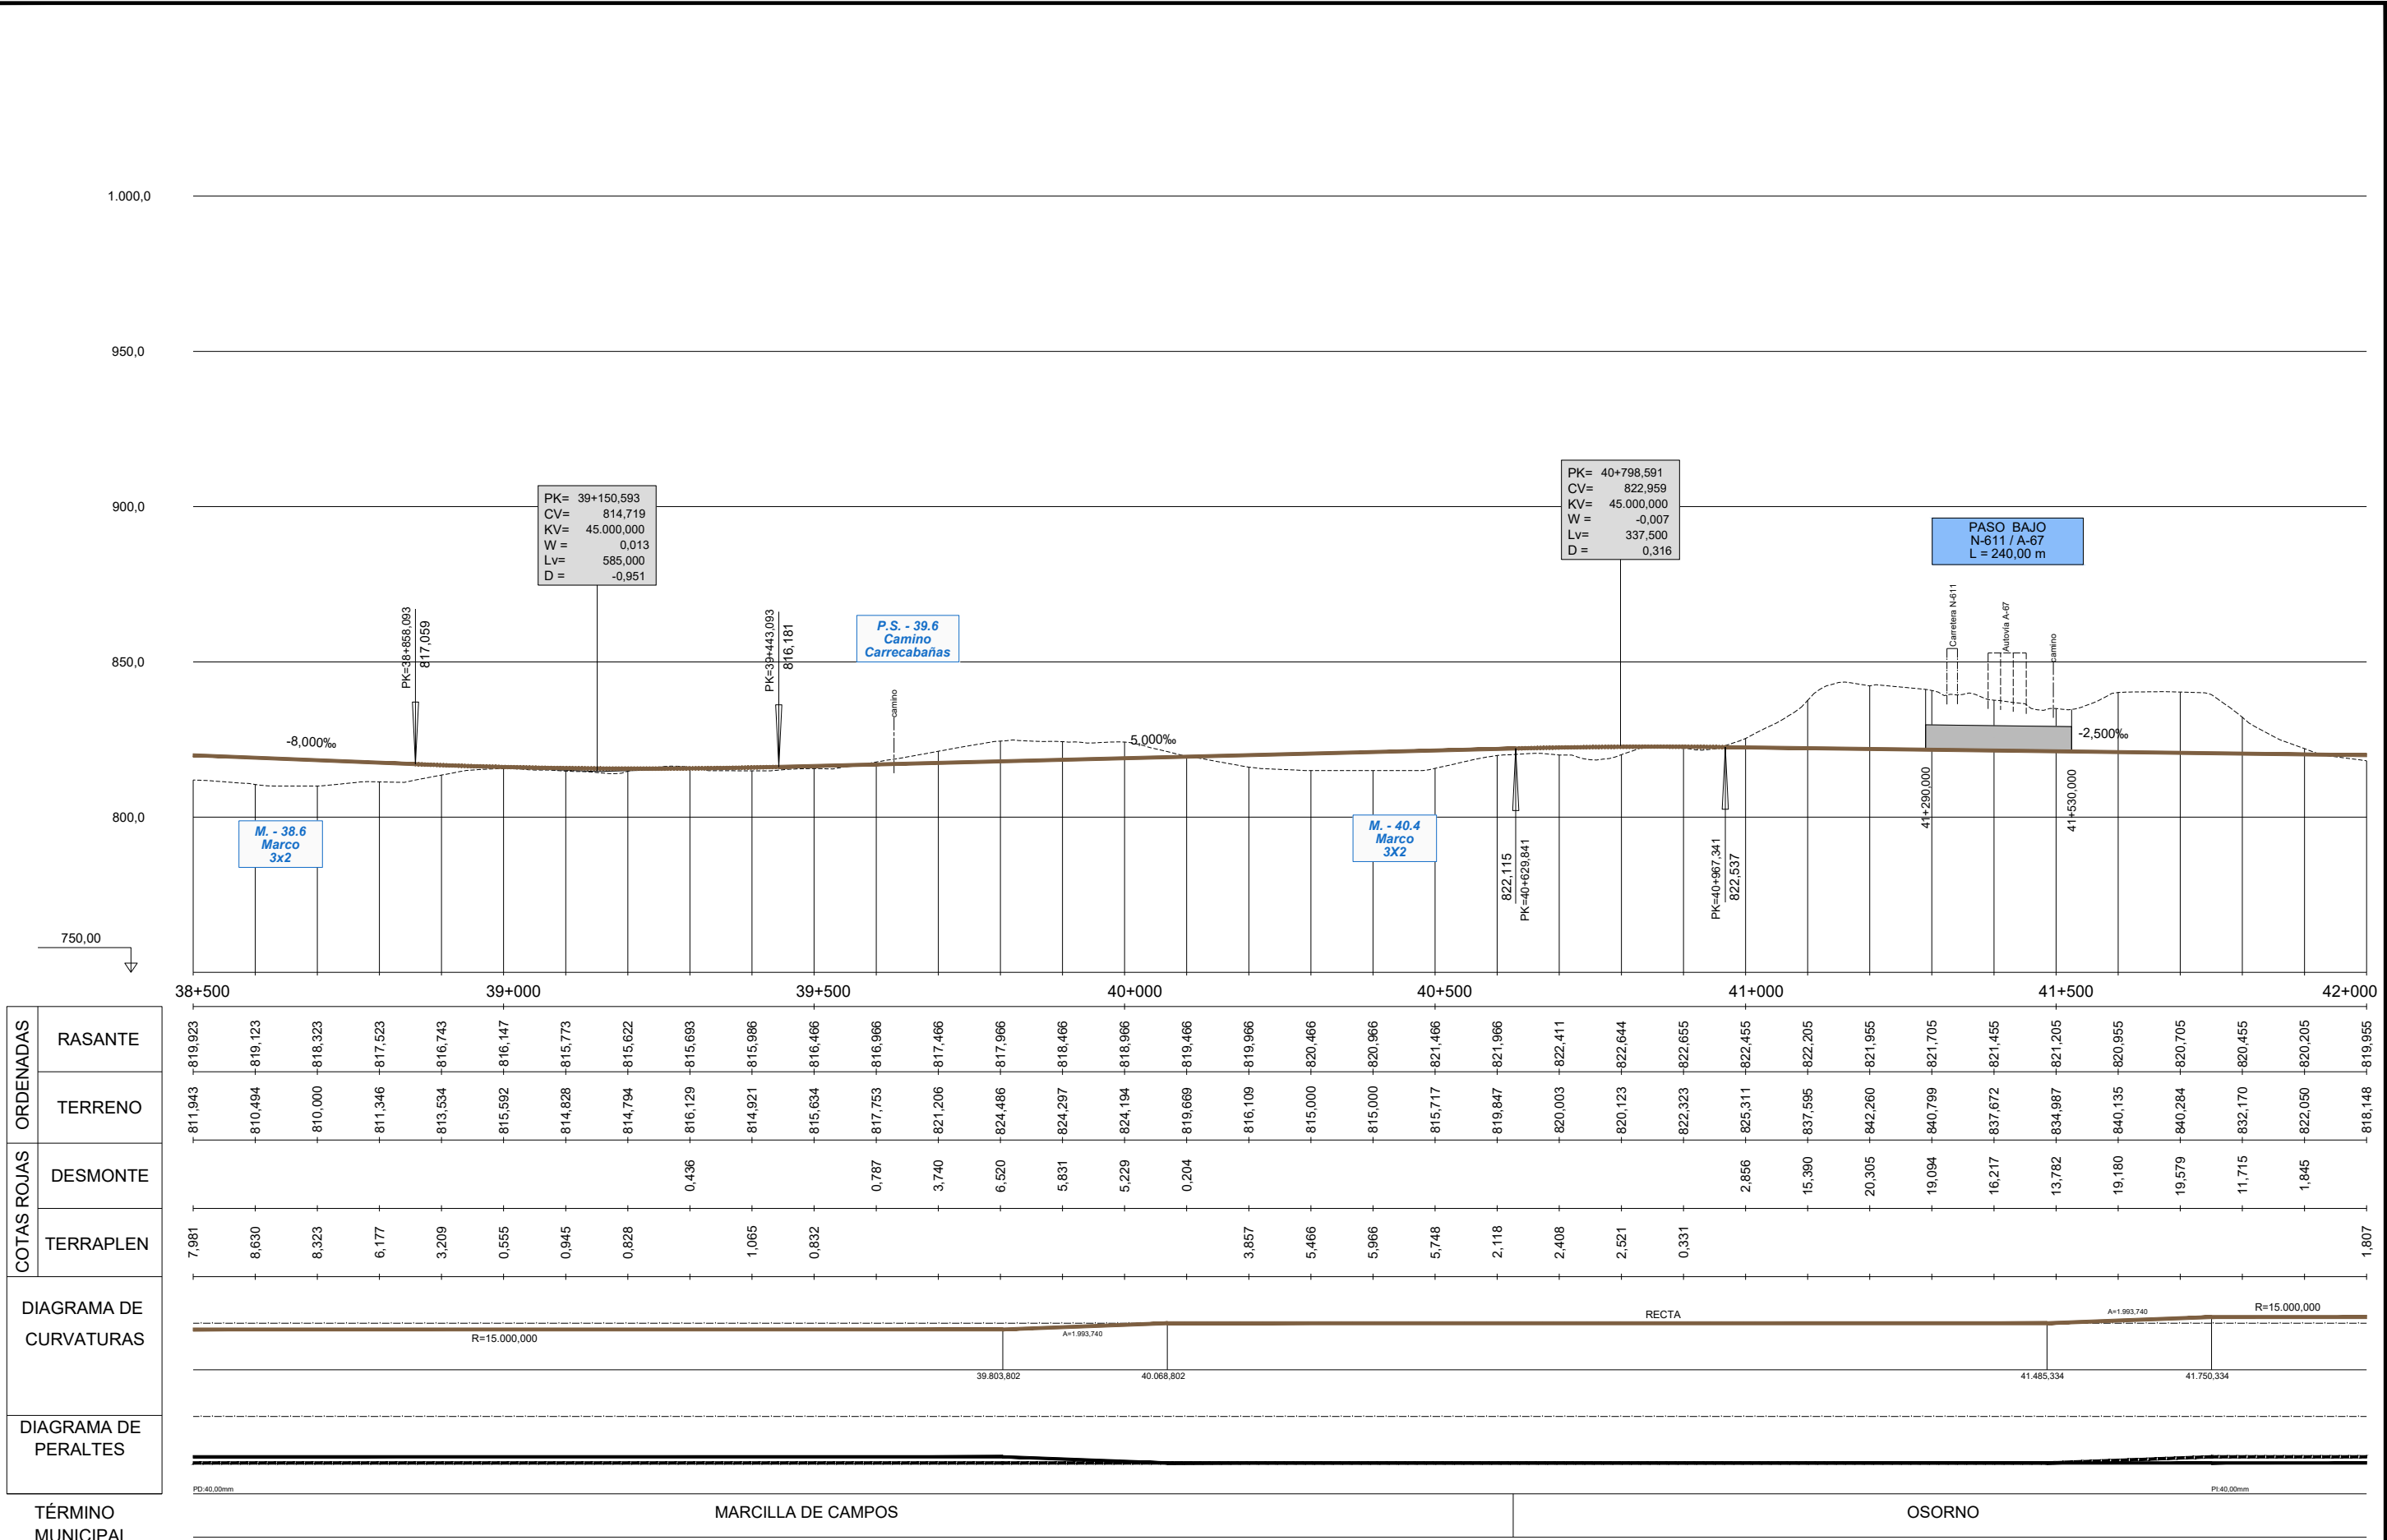 1.000,0
950,0
900,0
850,0
800,0
750,00
PK= 39+150,593
CV= 814,719
KV= 45.000,000
W = 0,013
Lv= 585,000
D = -0,951
PK= 40+798,591
CV= 822,959
KV= 45.000,000
W = -0,007
Lv= 337,500
D = 0,316
PASO BAJO
N-611 / A-67
L = 240,00 m
Carretera N-611
Autovía A-67
camino
PK=38+858,093
817,059
PK=39+443,093
816,181
P.S. - 39.6
Camino
Carrecabañas
camino
-8,000‰
5,000‰
-2,500‰
M. - 38.6
Marco
3x2
M. - 40.4
Marco
3X2
822,115
PK=40+629,841
PK=40+967,341
822,537
41+290,000
41+530,000
38+500 39+000 39+500 40+000 40+500 41+000 41+500 42+000
ORDENADAS
RASANTE 819,923 819,123 818,323 817,523 816,743 816,147 815,773 815,622 815,693 815,986 816,466 816,966 817,466 817,966 818,466 818,966 819,466 819,966 820,466 820,966 821,466 821,966 822,411 822,644 822,655 822,455 822,205 821,955 821,705 821,455 821,205 820,955 820,705 820,455 820,205 819,955
TERRENO 811,943 810,494 810,000 811,346 813,534 815,592 814,828 814,794 816,129 814,921 815,634 817,753 821,206 824,486 824,297 824,194 819,669 816,109 815,000 815,000 815,717 819,847 820,003 820,123 822,323 825,311 837,595 842,260 840,799 837,672 834,987 840,135 840,284 832,170 822,050 818,148
COTAS ROJAS
DESMONTE 0,436 0,787 3,740 6,520 5,831 5,229 0,204 2,856 15,390 20,305 19,094 16,217 13,782 19,180 19,579 11,715 1,845
TERRAPLEN 7,981 8,630 8,323 6,177 3,209 0,555 0,945 0,828 1,065 0,832 3,857 5,466 5,966 5,748 2,118 2,408 2,521 0,331 1,807
DIAGRAMA DE
CURVATURAS
R=15.000,000
A=1.993,740
RECTA
A=1.993,740
R=15.000,000
39.803,802 40.068,802 41.485,334 41.750,334
DIAGRAMA DE
PERALTES
PD:40,00mm
PI:40,00mm
TÉRMINO
MUNICIPAL
MARCILLA DE CAMPOS
OSORNO